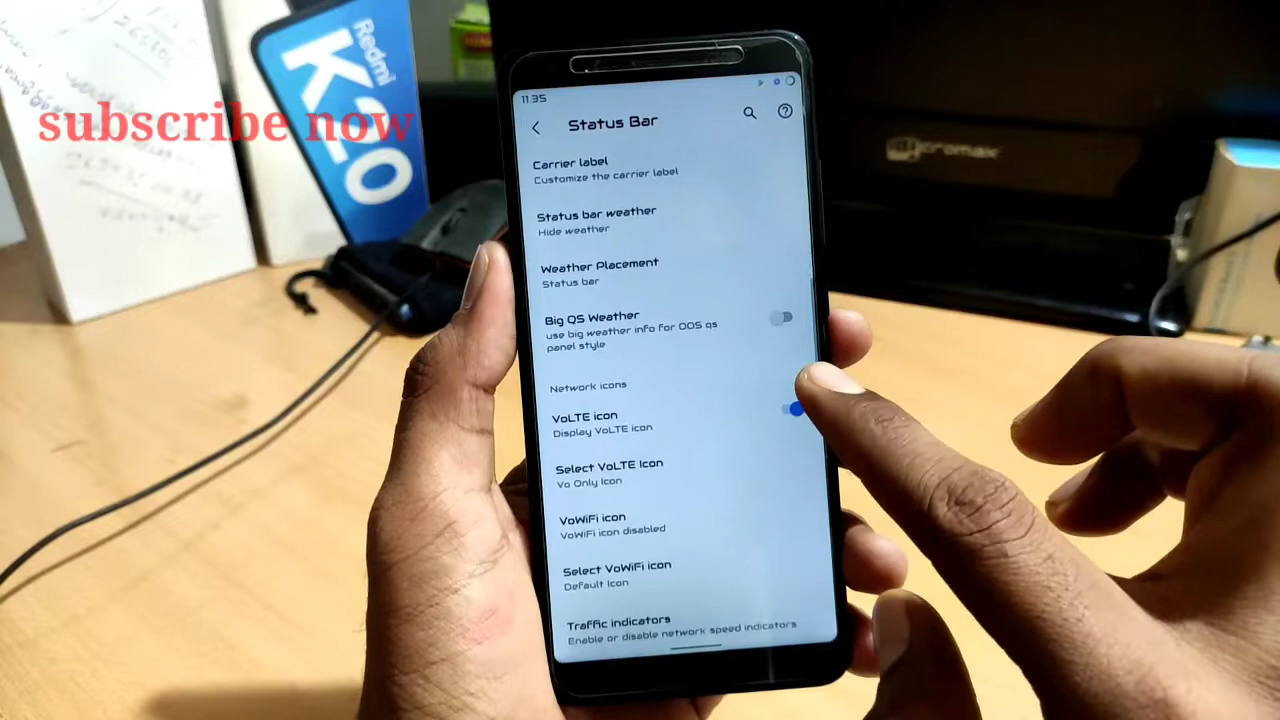 Redmi
K20
subscribe now
11:35
Status Bar
Carrier label
Customize the carrier label
Status bar weather
Hide weather
Weather Placement
Status bar
Big QS Weather
use big weather info for OOS qs
panel style
Network icons
VoLTE icon
Display VoLTE icon
Select VoLTE Icon
Vo Only Icon
VoWiFi icon
VoWiFi icon disabled
Select VoWiFi icon
Default Icon
Traffic indicators
Enable or disable network speed indicators
micromax